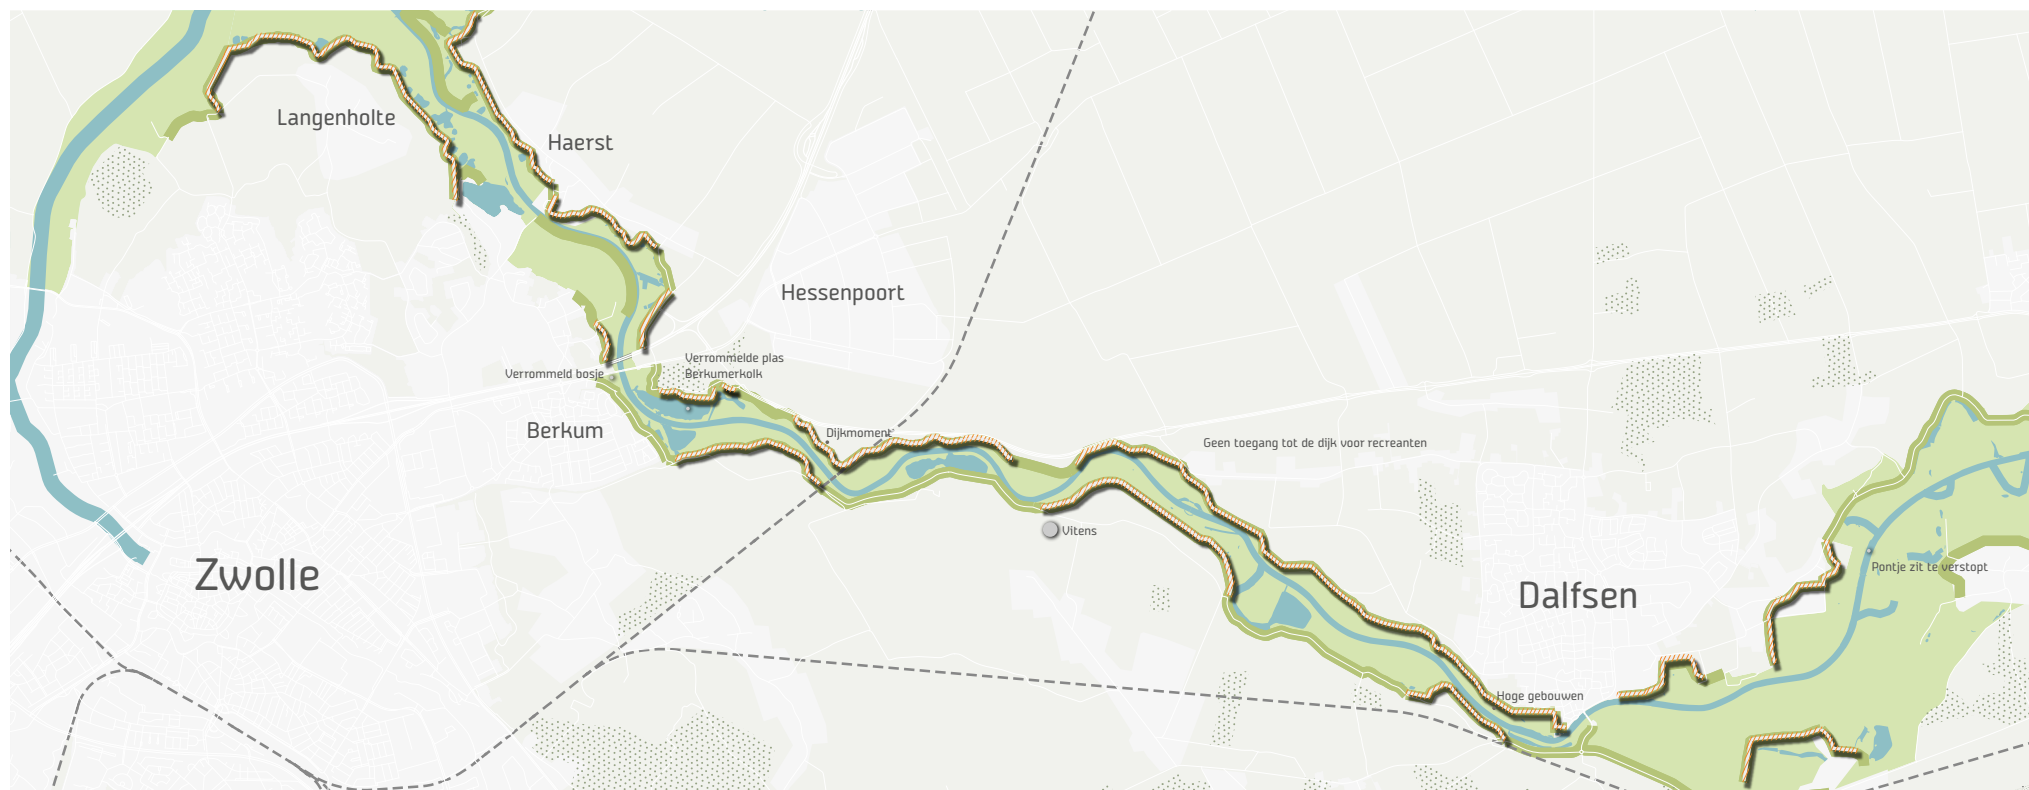 Langenholte
Haerst
Hessenpoort
Verrommelde plas
Berkumerkolk
Verrommeld bosje
Berkum
Dijkmoment
Geen toegang tot de dijk voor recreanten
Vitens
Zwolle
Dalfsen
Pontje zit te verstopt
Hoge gebouwen